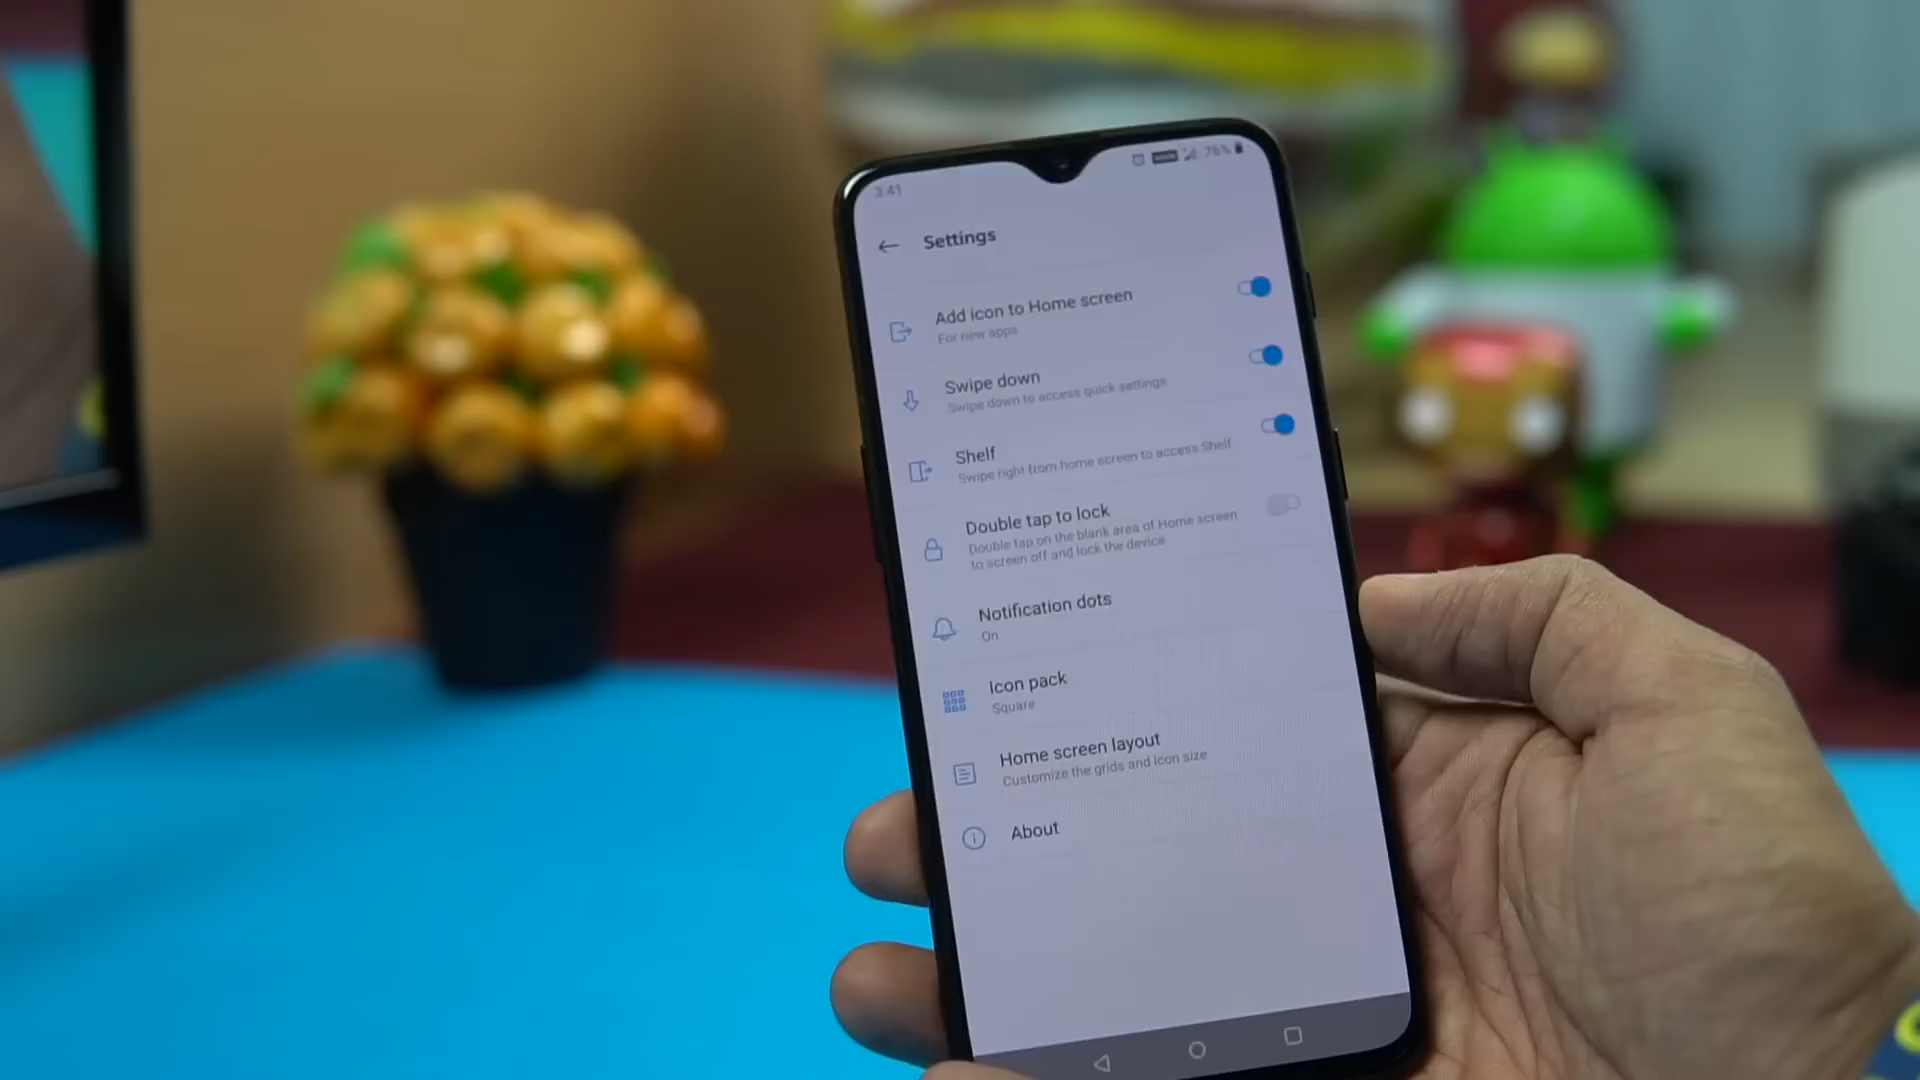 3:41
76%
Settings
Add icon to Home screen
For new apps
Swipe down
Swipe down to access quick settings
Shelf
Swipe right from home screen to access Shelf
Double tap to lock
Double tap on the blank area of Home screen
to screen off and lock the device
Notification dots
On
Icon pack
Square
Home screen layout
Customize the grids and icon size
About